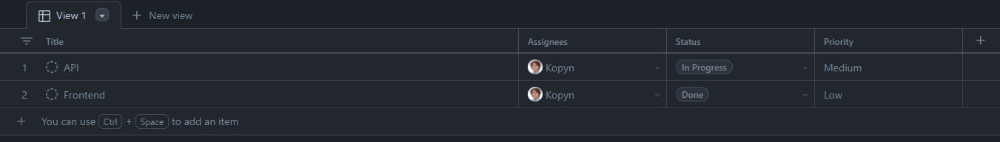 View 1 New view
Title Assignees Status Priority
1 API Kopyn In Progress Medium
2 Frontend Kopyn Done Low
You can use Ctrl + Space to add an item